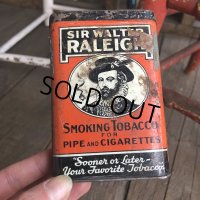 SIR WALTER
RALEIGH
SOLD OUT
SMOKING TOBACCO
FOR
PIPE AND CIGARETTES
"Sooner or Later-
Your Favorite Tobacco"